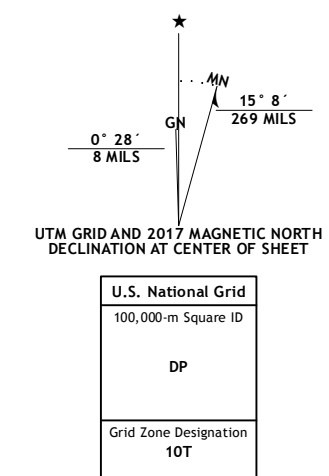 ★
MN
15° 8´
269 MILS
GN
0° 28´
8 MILS
UTM GRID AND 2017 MAGNETIC NORTH
DECLINATION AT CENTER OF SHEET
U.S. National Grid
100,000-m Square ID
DP
Grid Zone Designation
10T